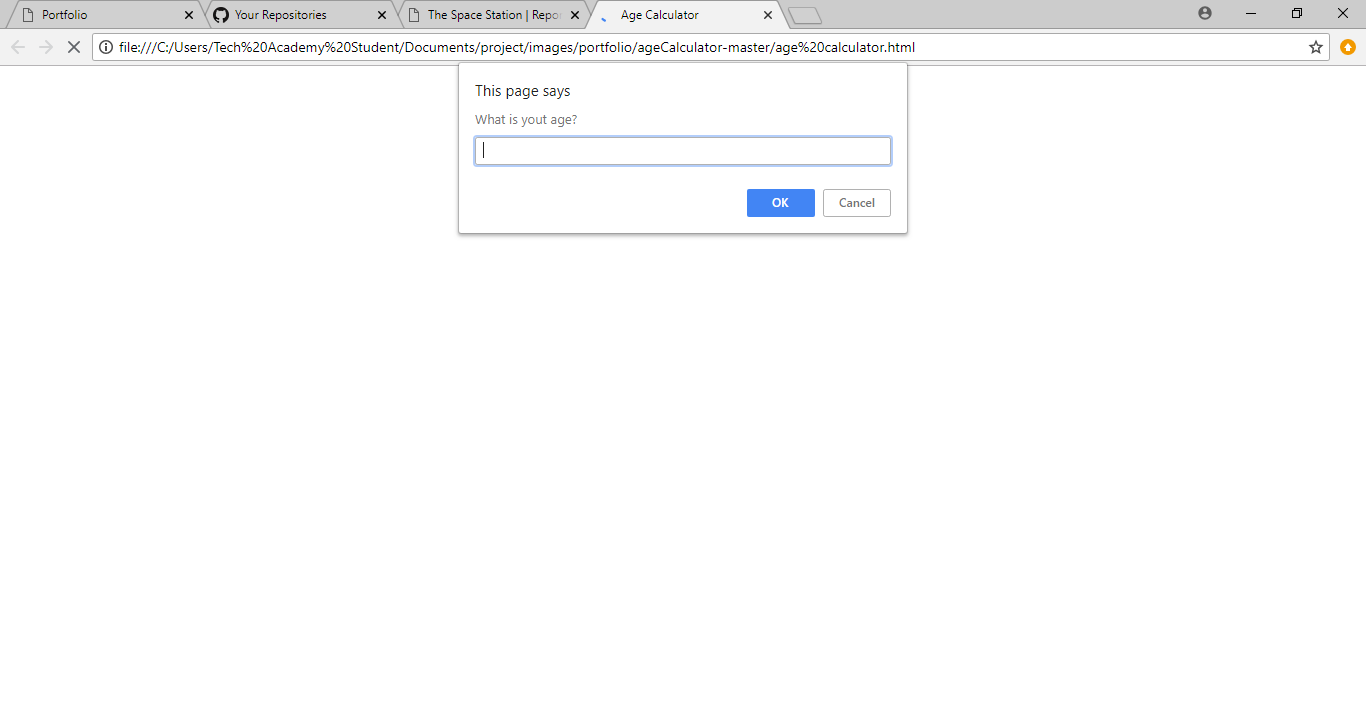 Portfolio
Your Repositories
The Space Station | Repo
Age Calculator
file:///C:/Users/Tech%20Academy%20Student/Documents/project/images/portfolio/ageCalculator-master/age%20calculator.html
This page says
What is yout age?
OK
Cancel